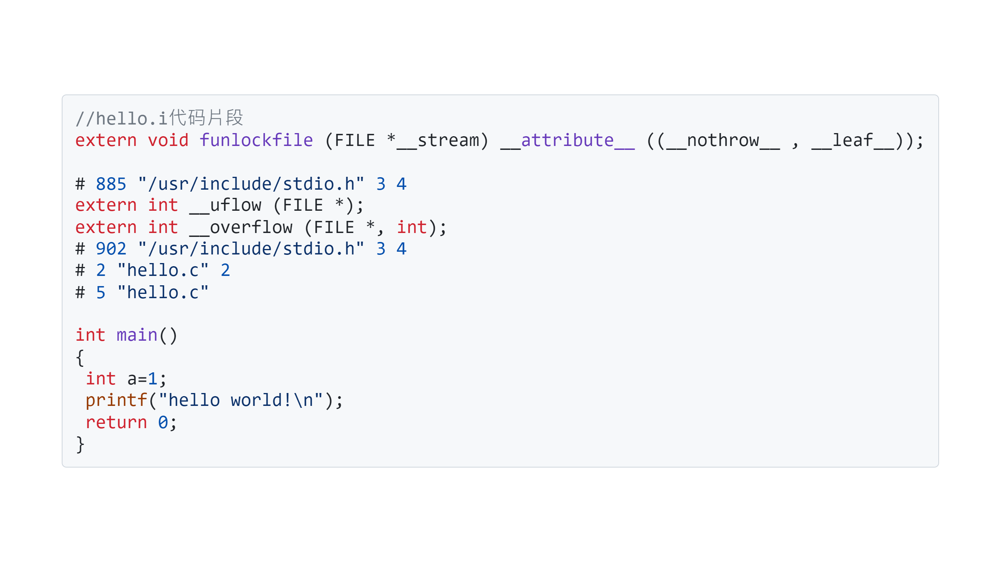 //hello.i代码片段
extern void funlockfile (FILE *__stream) __attribute__ ((__nothrow__ , __leaf__));
# 885 "/usr/include/stdio.h" 3 4
extern int __uflow (FILE *);
extern int __overflow (FILE *, int);
# 902 "/usr/include/stdio.h" 3 4
# 2 "hello.c" 2
# 5 "hello.c"
int main()
{
 int a=1;
 printf("hello world!\n");
 return 0;
}